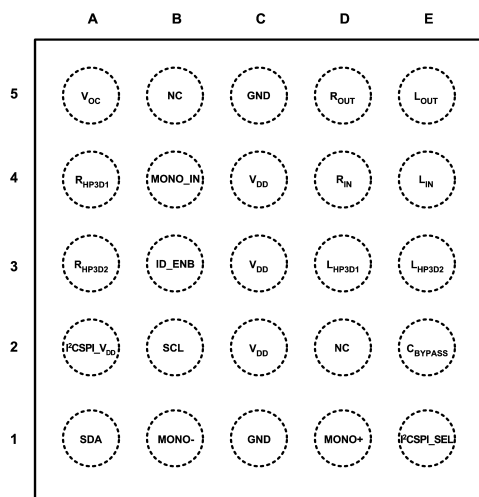 A B C D E
5 VOC NC GND ROUT LOUT
4 RHP3D1 MONO_IN VDD RIN LIN
3 RHP3D2 ID_ENB VDD LHP3D1 LHP3D2
2 I²CSPI_VDD SCL VDD NC CBYPASS
1 SDA MONO- GND MONO+ I²CSPI_SEL